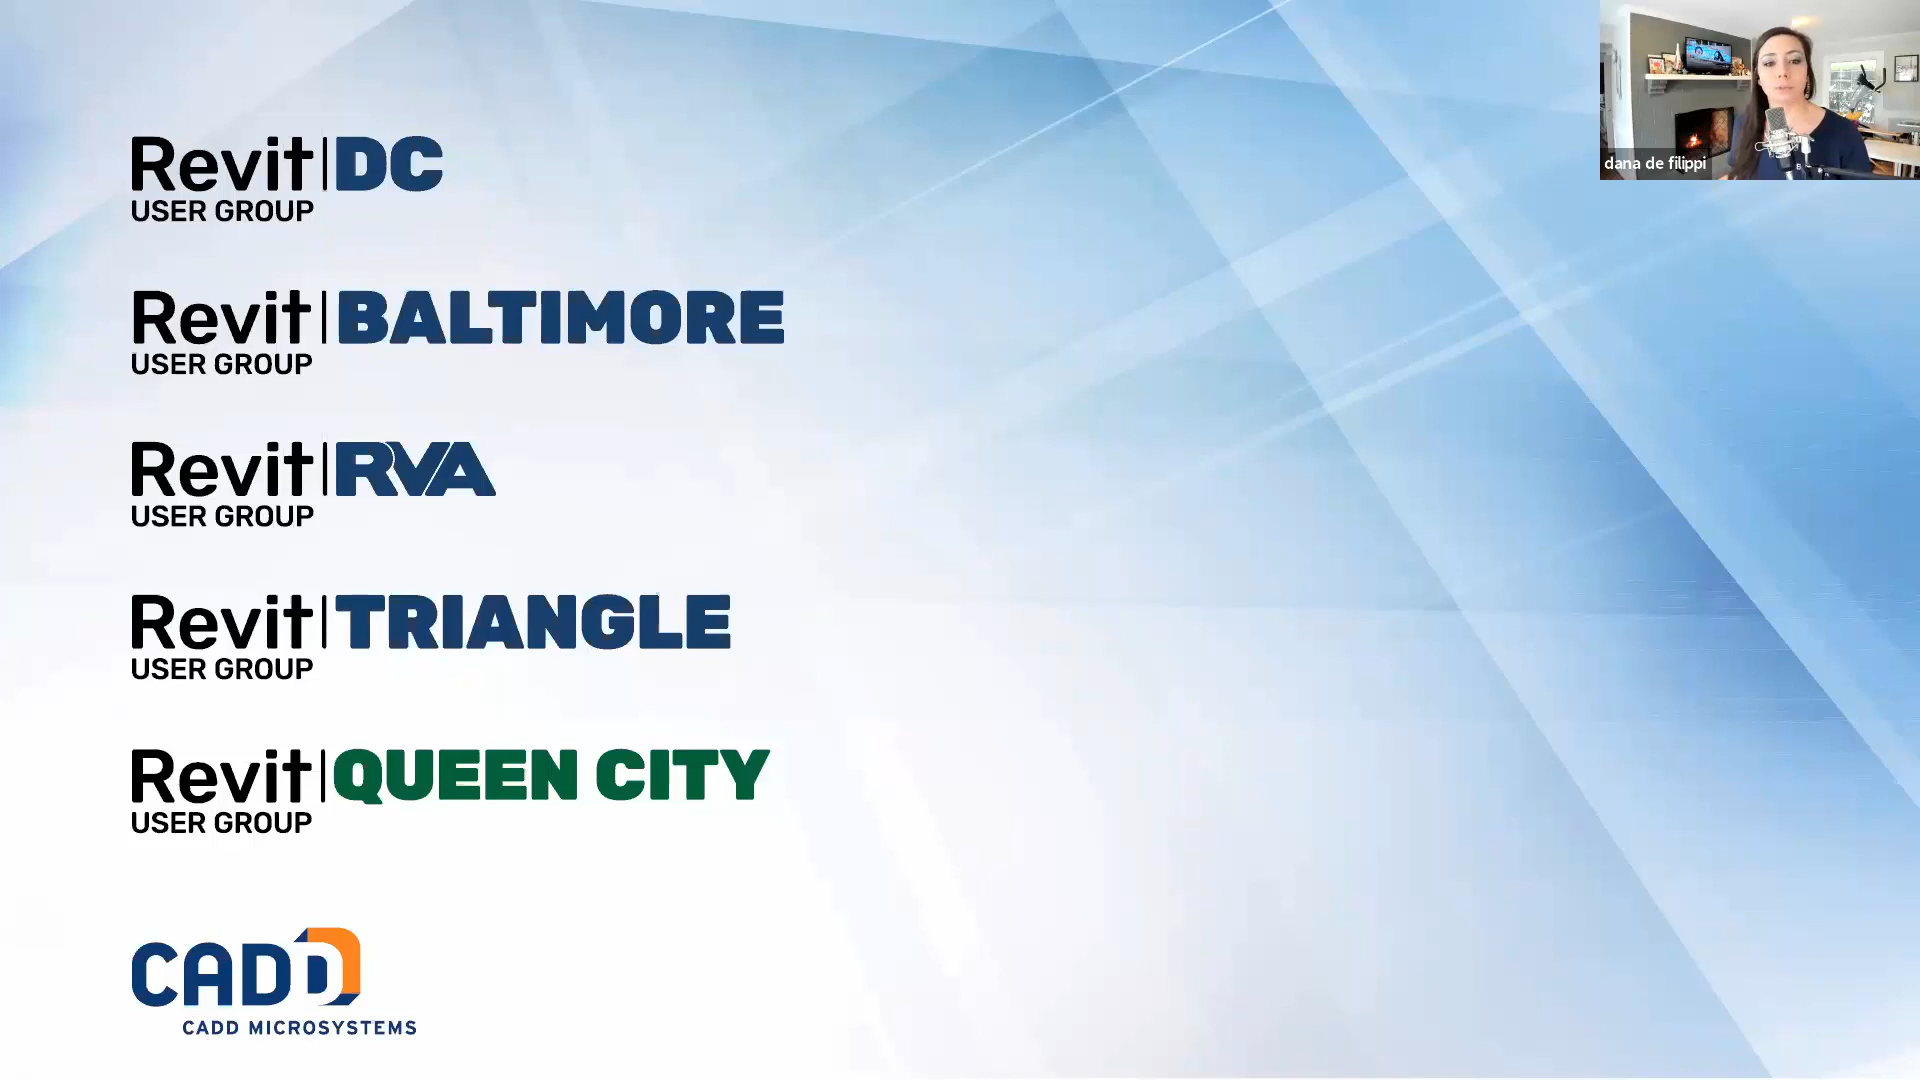 Revit|DC
USER GROUP
Revit|BALTIMORE
USER GROUP
Revit|RVA
USER GROUP
Revit|TRIANGLE
USER GROUP
Revit|QUEEN CITY
USER GROUP
CADD
CADD MICROSYSTEMS
dana de filippi